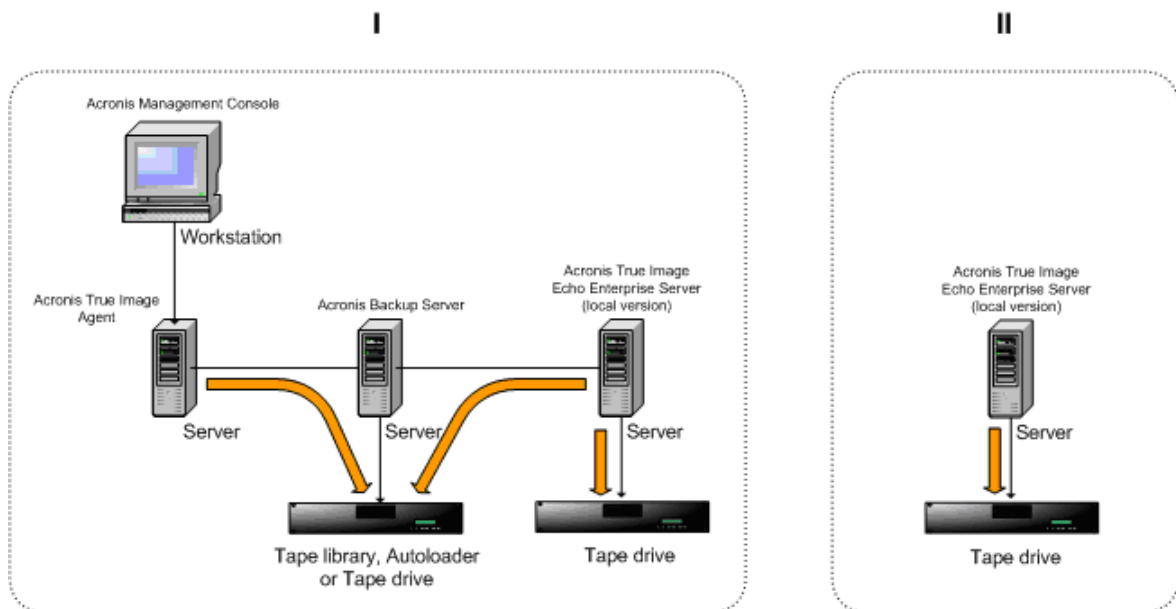 I
II
Acronis Management Console
Workstation
Acronis True Image
Agent
Acronis Backup Server
Acronis True Image
Echo Enterprise Server
(local version)
Server
Server
Server
Tape library, Autoloader
or Tape drive
Tape drive
Acronis True Image
Echo Enterprise Server
(local version)
Server
Tape drive